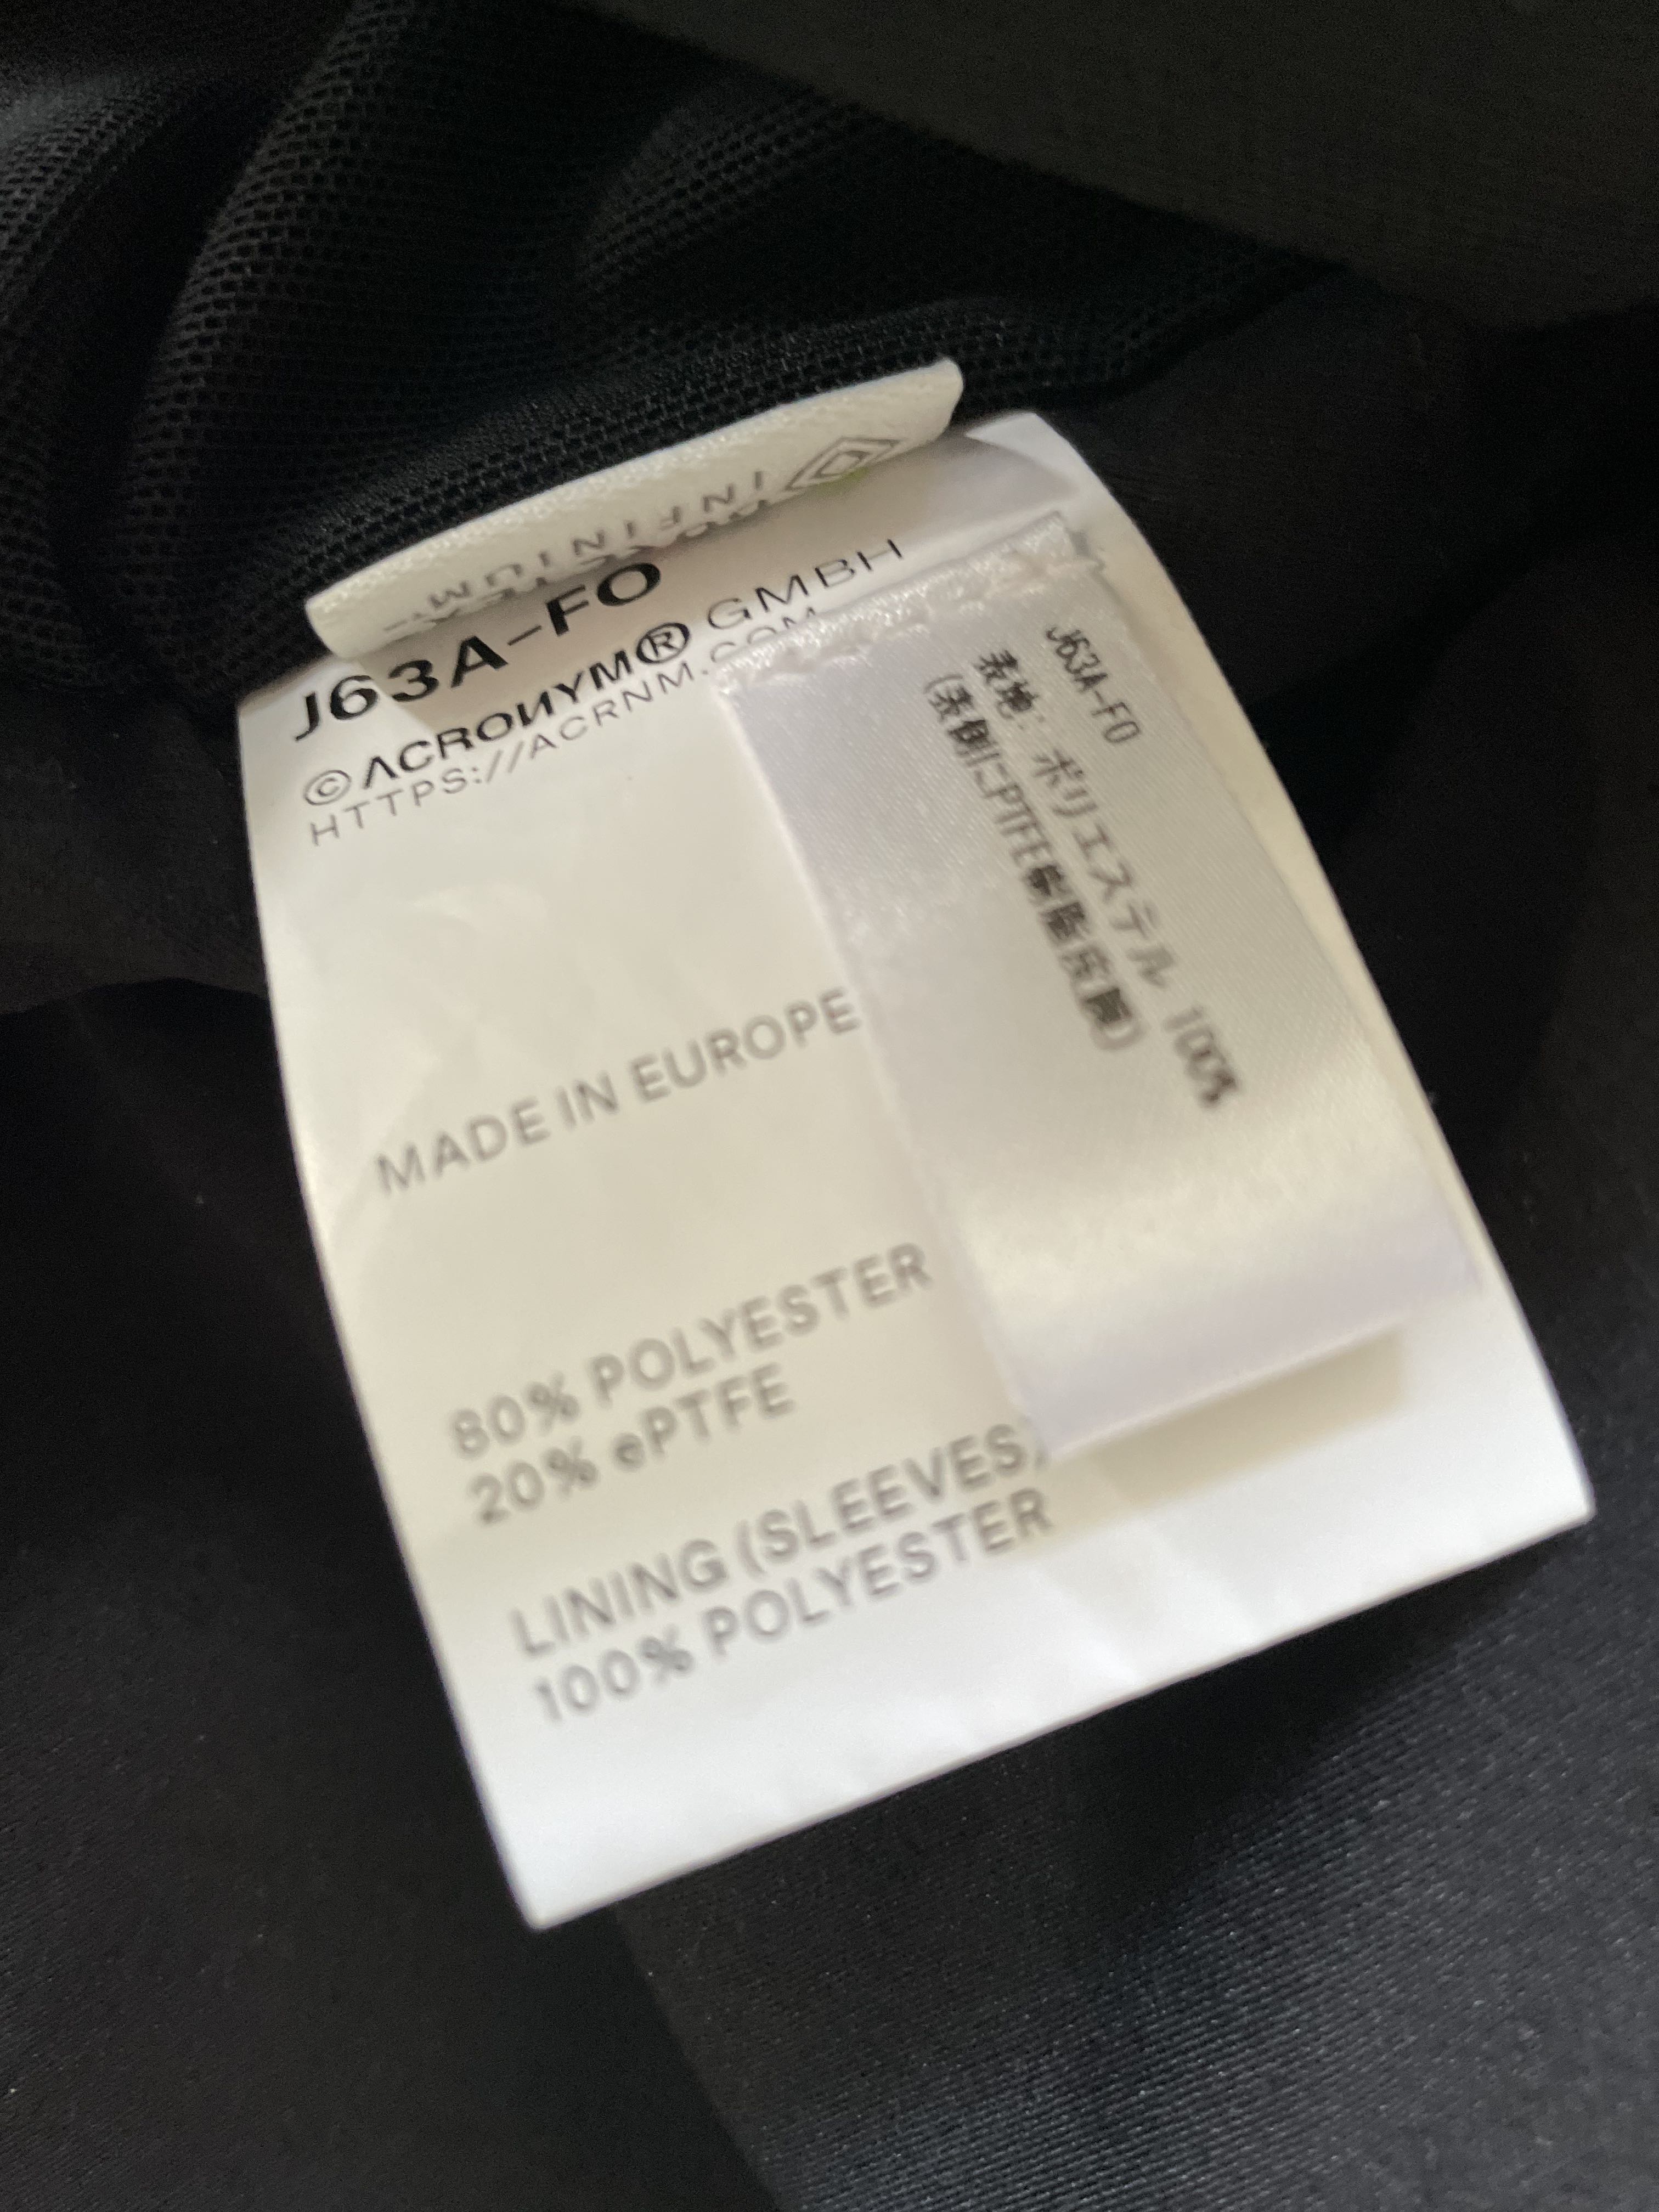 INFINITUM™
J63A-FO
©ACRONYM® GMBH
HTTPS://ACRNM.COM
MADE IN EUROPE
80% POLYESTER
20% ePTFE
LINING (SLEEVES)
100% POLYESTER
J63A-FO
表地: ポリエステル 100%
(裏側にPTFE樹脂皮膜)